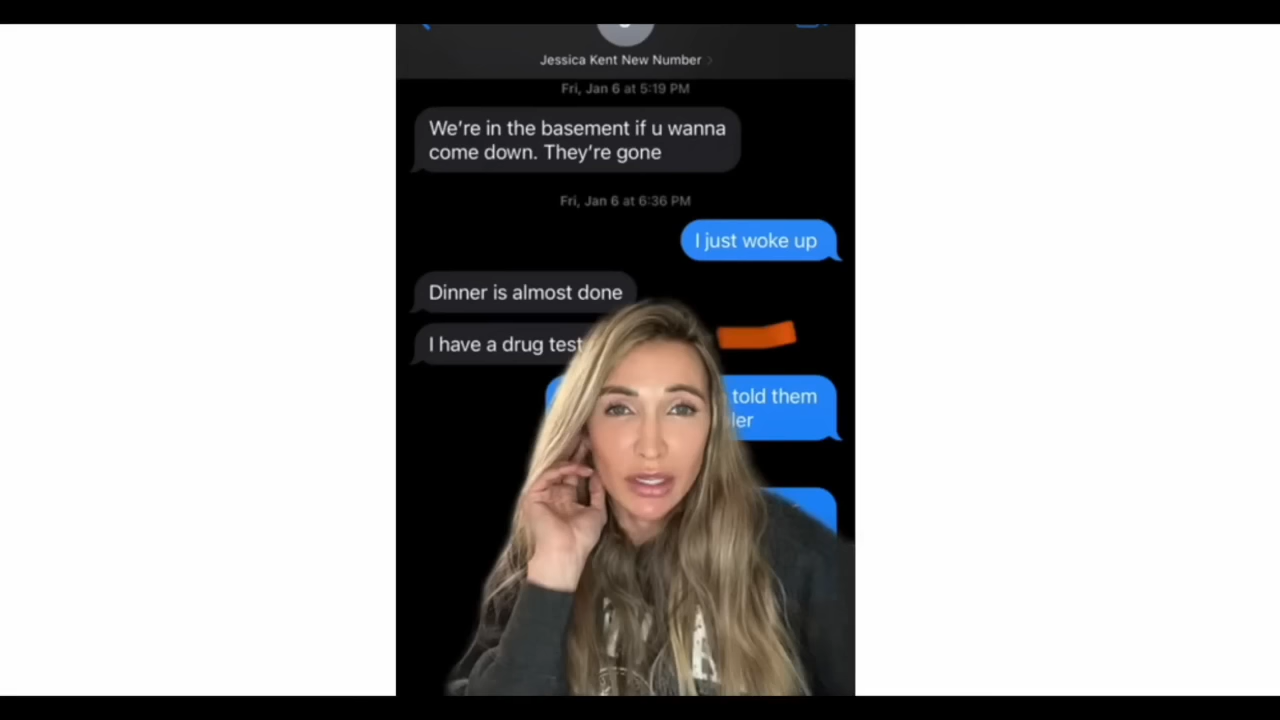 Jessica Kent New Number
Fri, Jan 6 at 5:19 PM
We're in the basement if u wanna
come down. They're gone
Fri, Jan 6 at 6:36 PM
I just woke up
Dinner is almost done
I have a drug test
told them